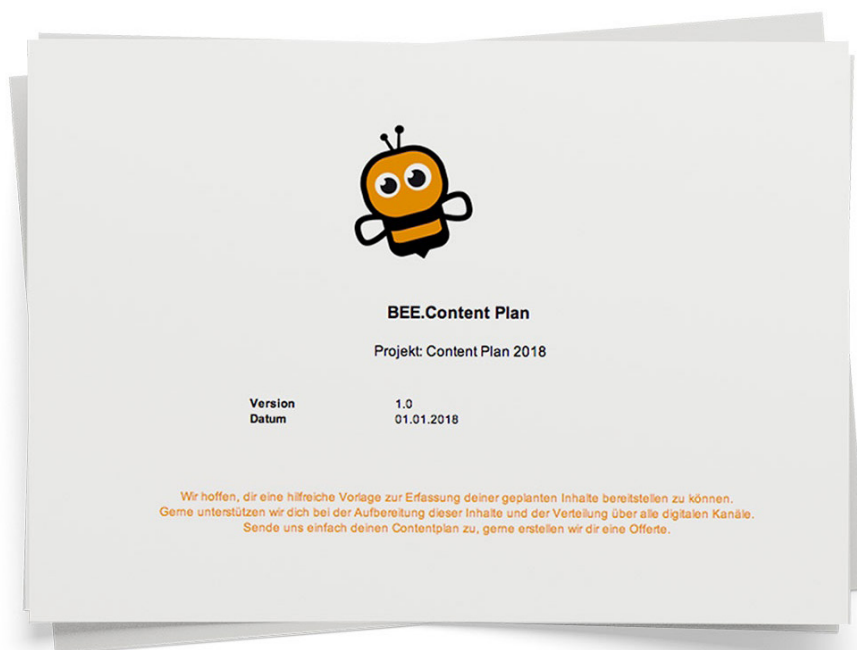 BEE.Content Plan
Projekt: Content Plan 2018
Version 1.0
Datum 01.01.2018
Wir hoffen, dir eine hilfreiche Vorlage zur Erfassung deiner geplanten Inhalte bereitstellen zu können.
Gerne unterstützen wir dich bei der Aufbereitung dieser Inhalte und der Verteilung über alle digitalen Kanäle.
Sende uns einfach deinen Contentplan zu, gerne erstellen wir dir eine Offerte.